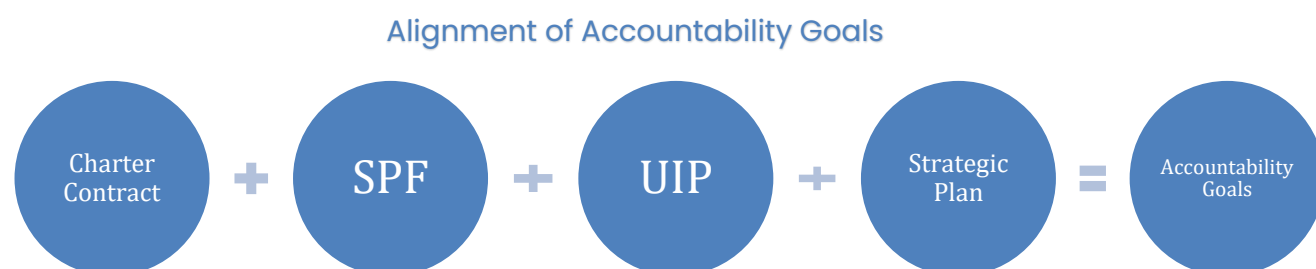 Alignment of Accountability Goals
Charter
Contract
+
SPF
+
UIP
+
Strategic
Plan
=
Accountability
Goals